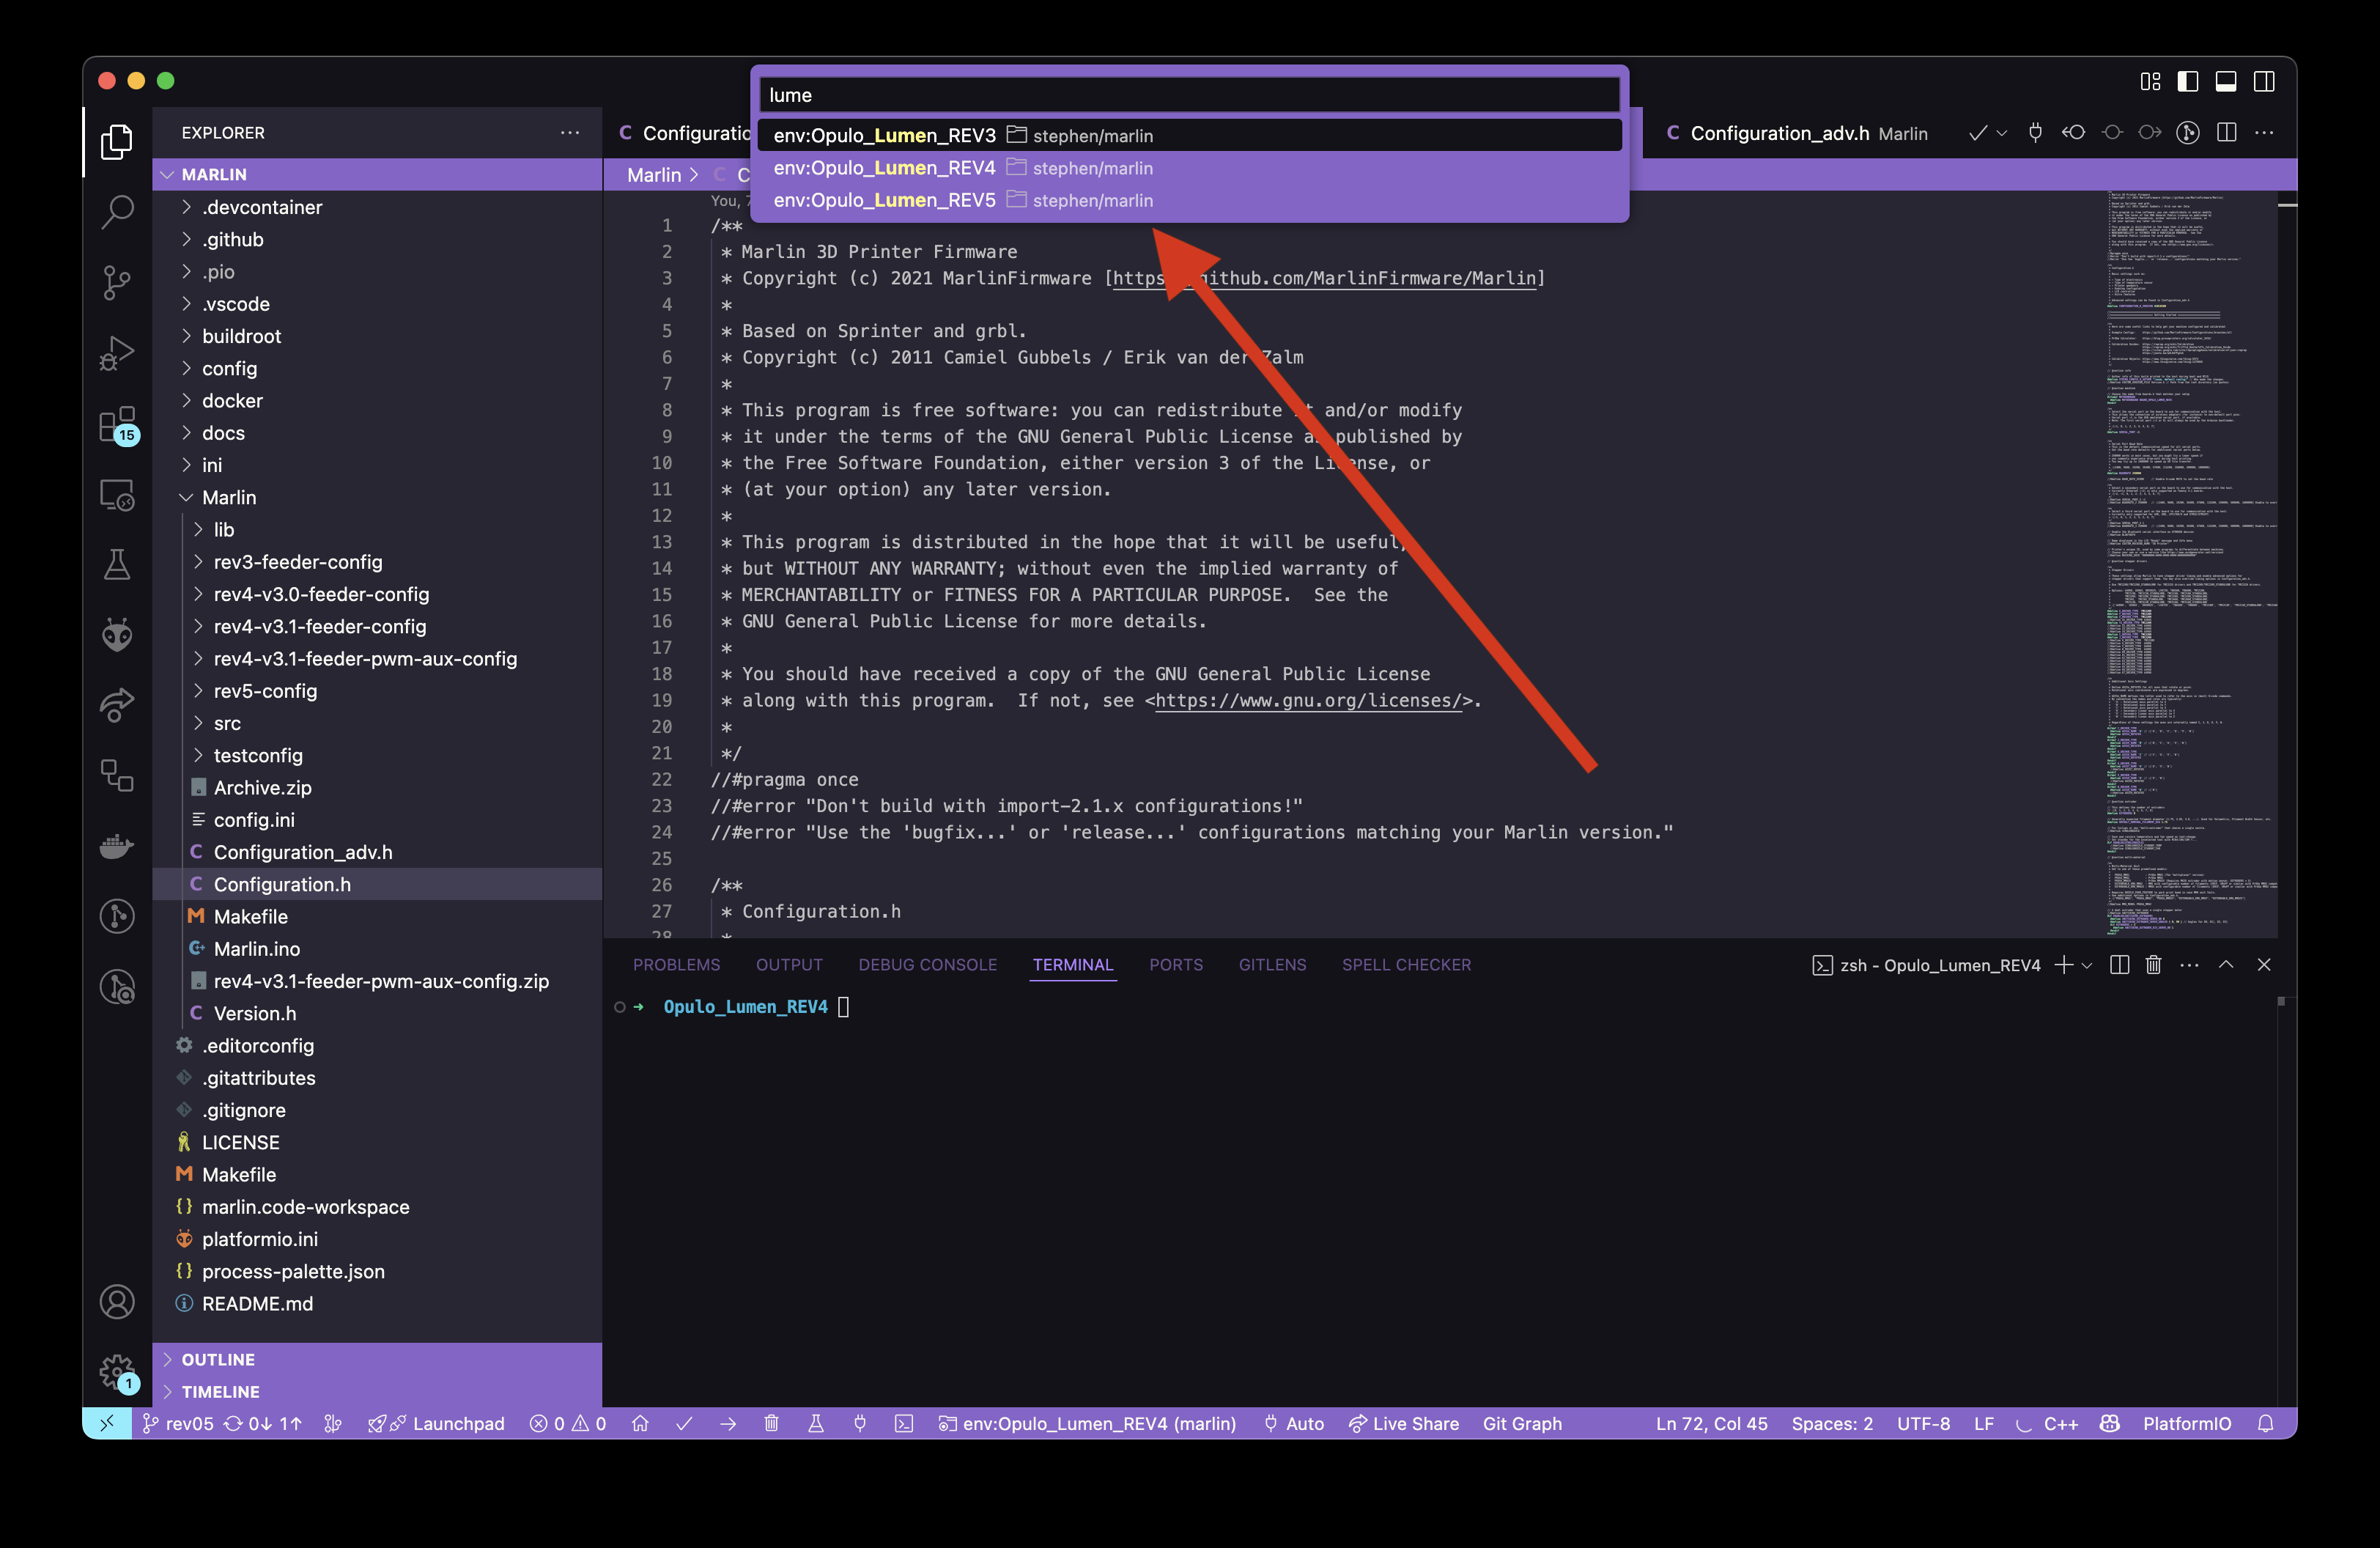 lume
env:Opulo_Lumen_REV3 stephen/marlin
env:Opulo_Lumen_REV4 stephen/marlin
env:Opulo_Lumen_REV5 stephen/marlin
EXPLORER
MARLIN
.devcontainer
.github
.pio
.vscode
buildroot
config
docker
docs
ini
Marlin
lib
rev3-feeder-config
rev4-v3.0-feeder-config
rev4-v3.1-feeder-config
rev4-v3.1-feeder-pwm-aux-config
rev5-config
src
testconfig
Archive.zip
config.ini
Configuration_adv.h
Configuration.h
Makefile
Marlin.ino
rev4-v3.1-feeder-pwm-aux-config.zip
Version.h
.editorconfig
.gitattributes
.gitignore
LICENSE
Makefile
marlin.code-workspace
platformio.ini
process-palette.json
README.md
OUTLINE
TIMELINE
15
1
Configuratio
Configuration_adv.h Marlin
Marlin > C
You, 7
1 /**
2 * Marlin 3D Printer Firmware
3 * Copyright (c) 2021 MarlinFirmware [https github.com/MarlinFirmware/Marlin]
4 *
5 * Based on Sprinter and grbl.
6 * Copyright (c) 2011 Camiel Gubbels / Erik van der Zalm
7 *
8 * This program is free software: you can redistribute it and/or modify
9 * it under the terms of the GNU General Public License as published by
10 * the Free Software Foundation, either version 3 of the License, or
11 * (at your option) any later version.
12 *
13 * This program is distributed in the hope that it will be useful,
14 * but WITHOUT ANY WARRANTY; without even the implied warranty of
15 * MERCHANTABILITY or FITNESS FOR A PARTICULAR PURPOSE.  See the
16 * GNU General Public License for more details.
17 *
18 * You should have received a copy of the GNU General Public License
19 * along with this program.  If not, see <https://www.gnu.org/licenses/>.
20 *
21 */
22 //#pragma once
23 //#error "Don't build with import-2.1.x configurations!"
24 //#error "Use the 'bugfix...' or 'release...' configurations matching your Marlin version."
25
26 /**
27 * Configuration.h
28 *
PROBLEMS OUTPUT DEBUG CONSOLE TERMINAL PORTS GITLENS SPELL CHECKER
zsh - Opulo_Lumen_REV4
Opulo_Lumen_REV4
rev05 0↓ 1↑ Launchpad 0 0 env:Opulo_Lumen_REV4 (marlin) Auto Live Share Git Graph Ln 72, Col 45 Spaces: 2 UTF-8 LF C++ PlatformIO